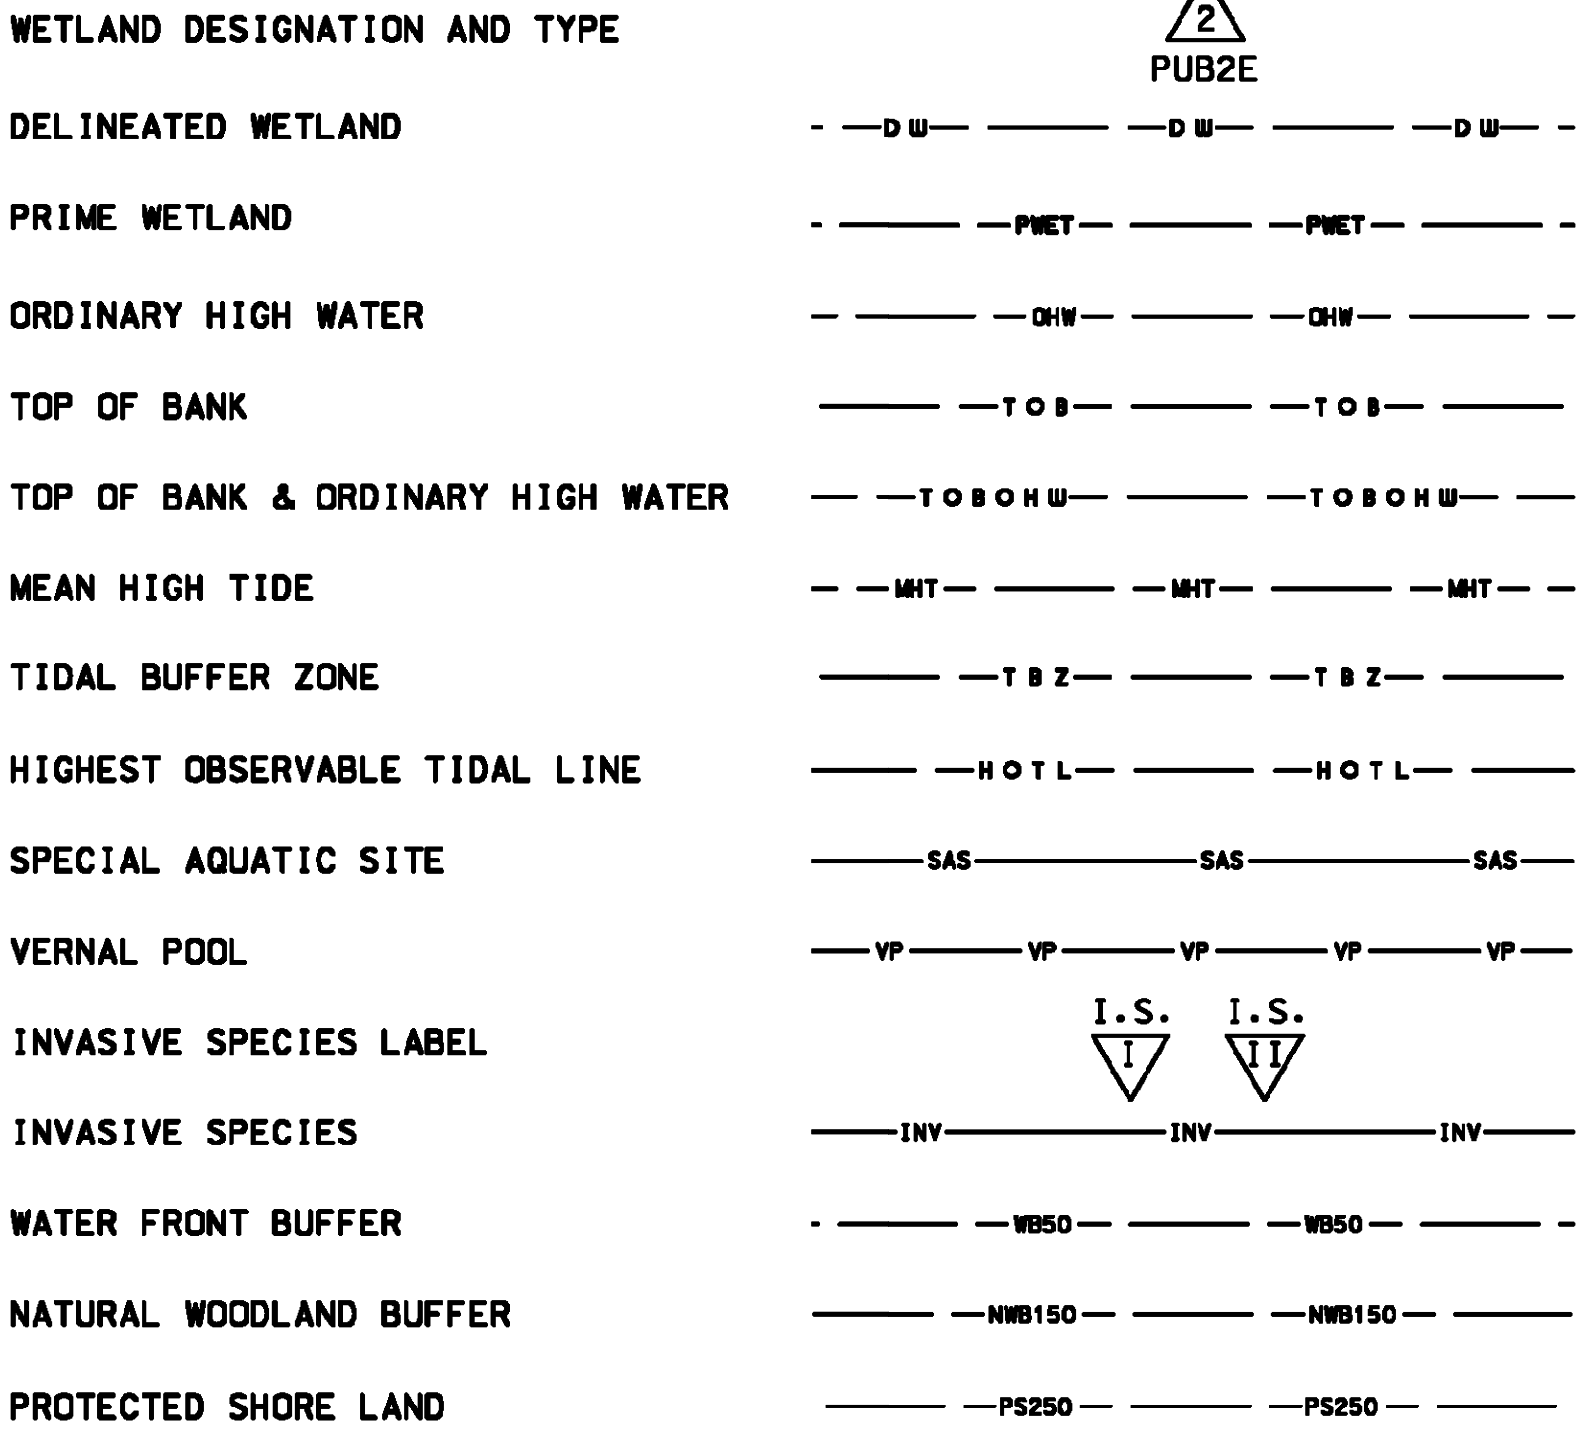 WETLAND DESIGNATION AND TYPE 2
PUB2E
DELINEATED WETLAND D W D W D W
PRIME WETLAND PWET PWET
ORDINARY HIGH WATER OHW OHW
TOP OF BANK T O B T O B
TOP OF BANK & ORDINARY HIGH WATER T O B O H W T O B O H W
MEAN HIGH TIDE MHT MHT MHT
TIDAL BUFFER ZONE T B Z T B Z
HIGHEST OBSERVABLE TIDAL LINE H O T L H O T L
SPECIAL AQUATIC SITE SAS SAS SAS
VERNAL POOL VP VP VP VP VP
I.S. I.S.
INVASIVE SPECIES LABEL I II
INVASIVE SPECIES INV INV INV
WATER FRONT BUFFER WB50 WB50
NATURAL WOODLAND BUFFER NWB150 NWB150
PROTECTED SHORE LAND PS250 PS250